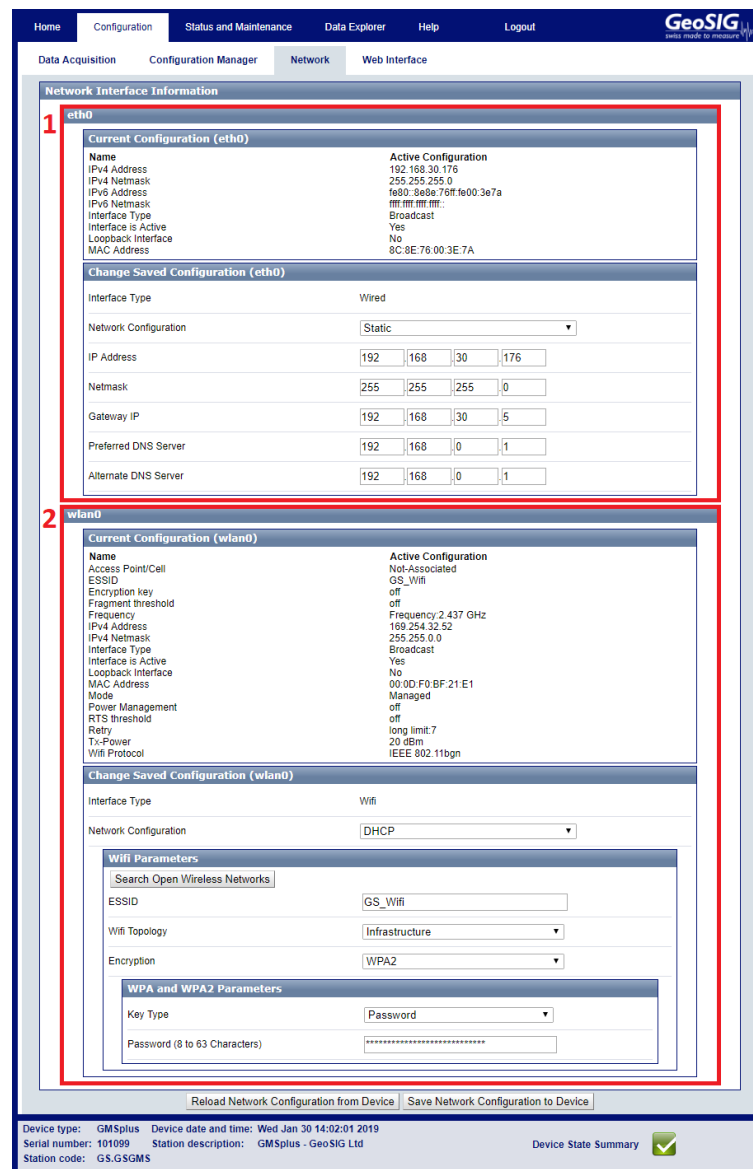 Home Configuration Status and Maintenance Data Explorer Help Logout GeoSIG
swiss made to measure
Data Acquisition Configuration Manager Network Web Interface
Network Interface Information
1
eth0
Current Configuration (eth0)
Name Active Configuration
IPv4 Address 192.168.30.176
IPv4 Netmask 255.255.255.0
IPv6 Address fe80::8e8e:76ff:fe00:3e7a
IPv6 Netmask ffff:ffff:ffff:ffff::
Interface Type Broadcast
Interface is Active Yes
Loopback Interface No
MAC Address 8C:8E:76:00:3E:7A
Change Saved Configuration (eth0)
Interface Type Wired
Network Configuration Static
IP Address 192 .168 .30 .176
Netmask 255 .255 .255 .0
Gateway IP 192 .168 .30 .5
Preferred DNS Server 192 .168 .0 .1
Alternate DNS Server 192 .168 .0 .1
2
wlan0
Current Configuration (wlan0)
Name Active Configuration
Access Point/Cell Not-Associated
ESSID GS_Wifi
Encryption key off
Fragment threshold off
Frequency Frequency:2.437 GHz
IPv4 Address 169.254.32.52
IPv4 Netmask 255.255.0.0
Interface Type Broadcast
Interface is Active Yes
Loopback Interface No
MAC Address 00:0D:F0:BF:21:E1
Mode Managed
Power Management off
RTS threshold off
Retry long limit:7
Tx-Power 20 dBm
Wifi Protocol IEEE 802.11bgn
Change Saved Configuration (wlan0)
Interface Type Wifi
Network Configuration DHCP
Wifi Parameters
Search Open Wireless Networks
ESSID GS_Wifi
Wifi Topology Infrastructure
Encryption WPA2
WPA and WPA2 Parameters
Key Type Password
Password (8 to 63 Characters) ****************************
Reload Network Configuration from Device Save Network Configuration to Device
Device type: GMSplus Device date and time: Wed Jan 30 14:02:01 2019
Serial number: 101099 Station description: GMSplus - GeoSIG Ltd Device State Summary
Station code: GS.GSGMS